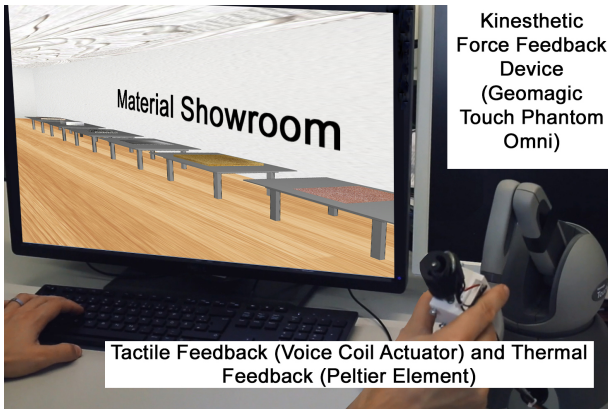 Kinesthetic
Force Feedback
Device
(Geomagic
Touch Phantom
Omni)
Material Showroom
Tactile Feedback (Voice Coil Actuator) and Thermal
Feedback (Peltier Element)